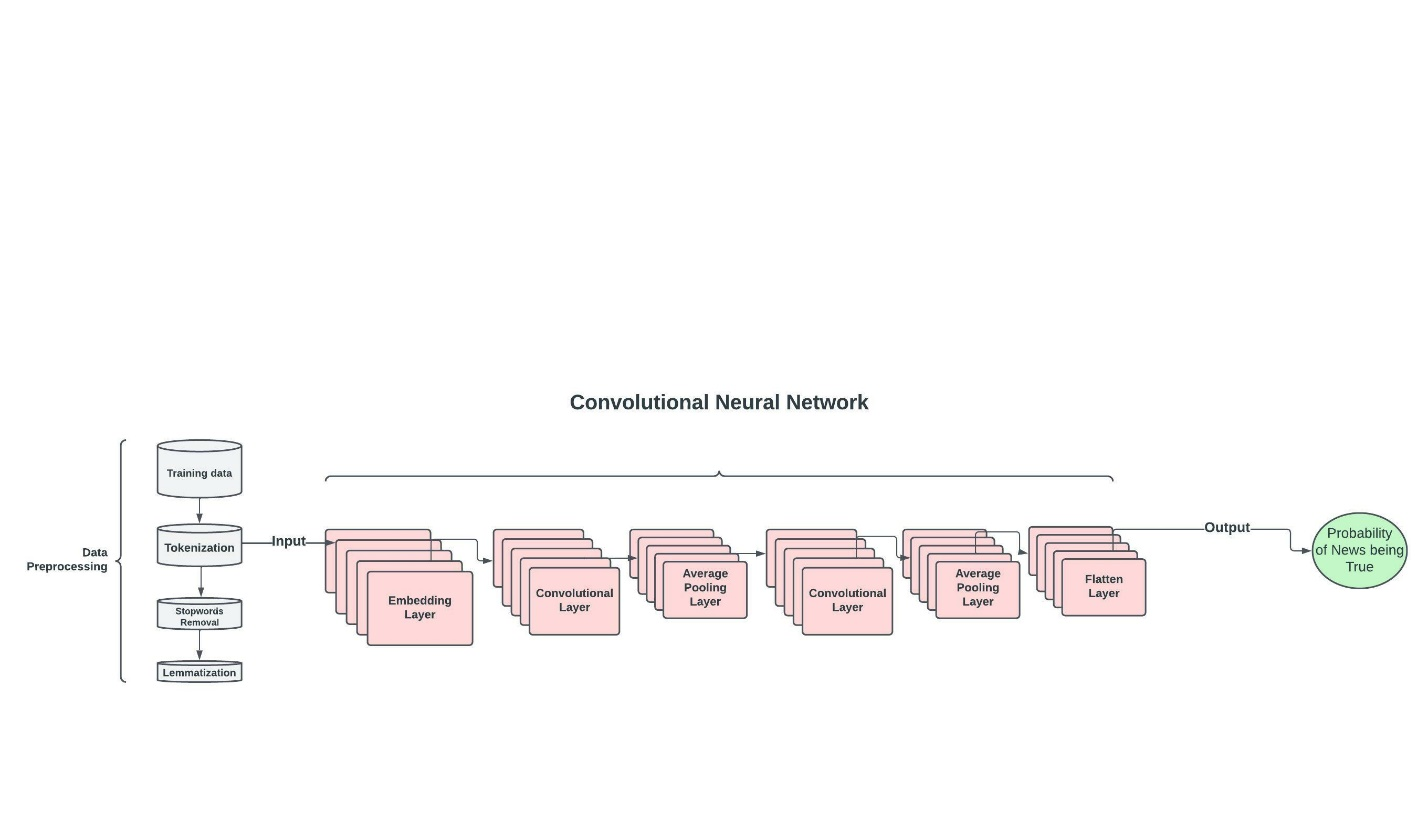 Convolutional Neural Network
Data
Preprocessing
Training data
Tokenization
Stopwords
Removal
Lemmatization
Input
Embedding
Layer
Convolutional
Layer
Average
Pooling
Layer
Convolutional
Layer
Average
Pooling
Layer
Flatten
Layer
Output
Probability
of News being
True